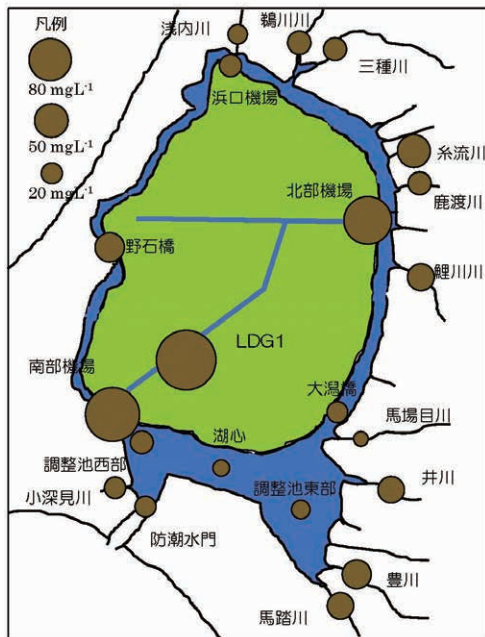 凡例
80 mgL⁻¹
50 mgL⁻¹
20 mgL⁻¹
浅内川
鵜川川
三種川
浜口機場
糸流川
北部機場
鹿渡川
野石橋
鯉川川
LDG1
南部機場
大潟橋
馬場目川
湖心
調整池西部
井川
調整池東部
小深見川
防潮水門
豊川
馬踏川